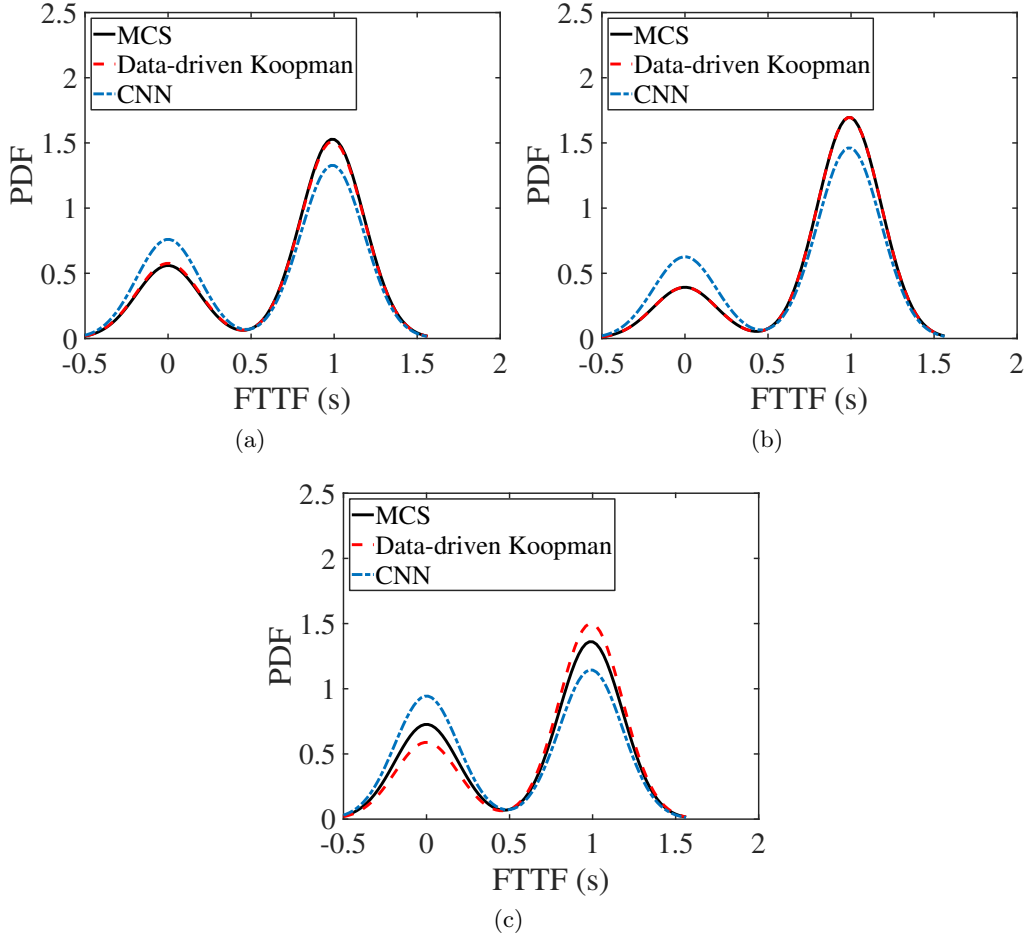 2.5
2
1.5
1
0.5
0
PDF
MCS
Data-driven Koopman
CNN
-0.5 0 0.5 1 1.5 2
FTTF (s)
(a)
2.5
2
1.5
1
0.5
0
PDF
MCS
Data-driven Koopman
CNN
-0.5 0 0.5 1 1.5 2
FTTF (s)
(b)
2.5
2
1.5
1
0.5
0
PDF
MCS
Data-driven Koopman
CNN
-0.5 0 0.5 1 1.5 2
FTTF (s)
(c)